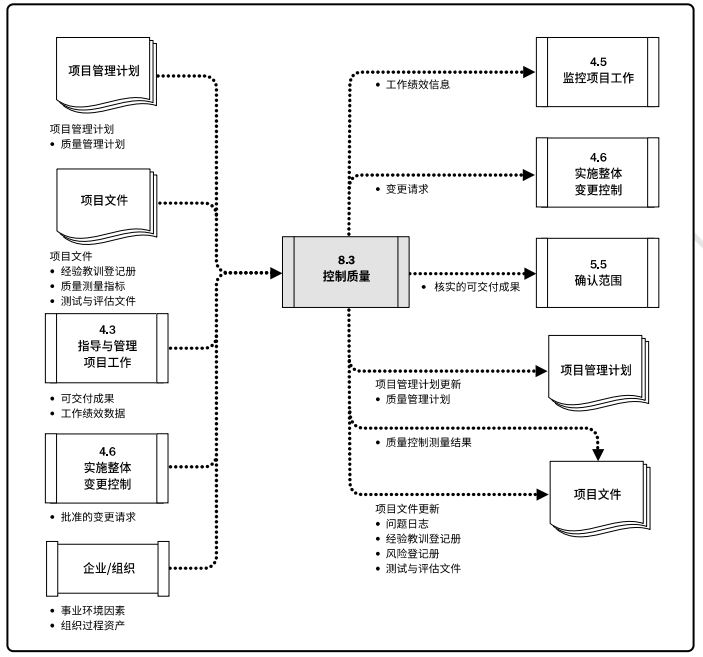 项目管理计划
项目管理计划
• 质量管理计划
项目文件
项目文件
• 经验教训登记册
• 质量测量指标
• 测试与评估文件
4.3
指导与管理
项目工作
• 可交付成果
• 工作绩效数据
4.6
实施整体
变更控制
• 批准的变更请求
企业/组织
• 事业环境因素
• 组织过程资产
8.3
控制质量
4.5
监控项目工作
• 工作绩效信息
4.6
实施整体
变更控制
• 变更请求
5.5
确认范围
• 核实的可交付成果
项目管理计划
项目管理计划更新
• 质量管理计划
• 质量控制测量结果
项目文件
项目文件更新
• 问题日志
• 经验教训登记册
• 风险登记册
• 测试与评估文件